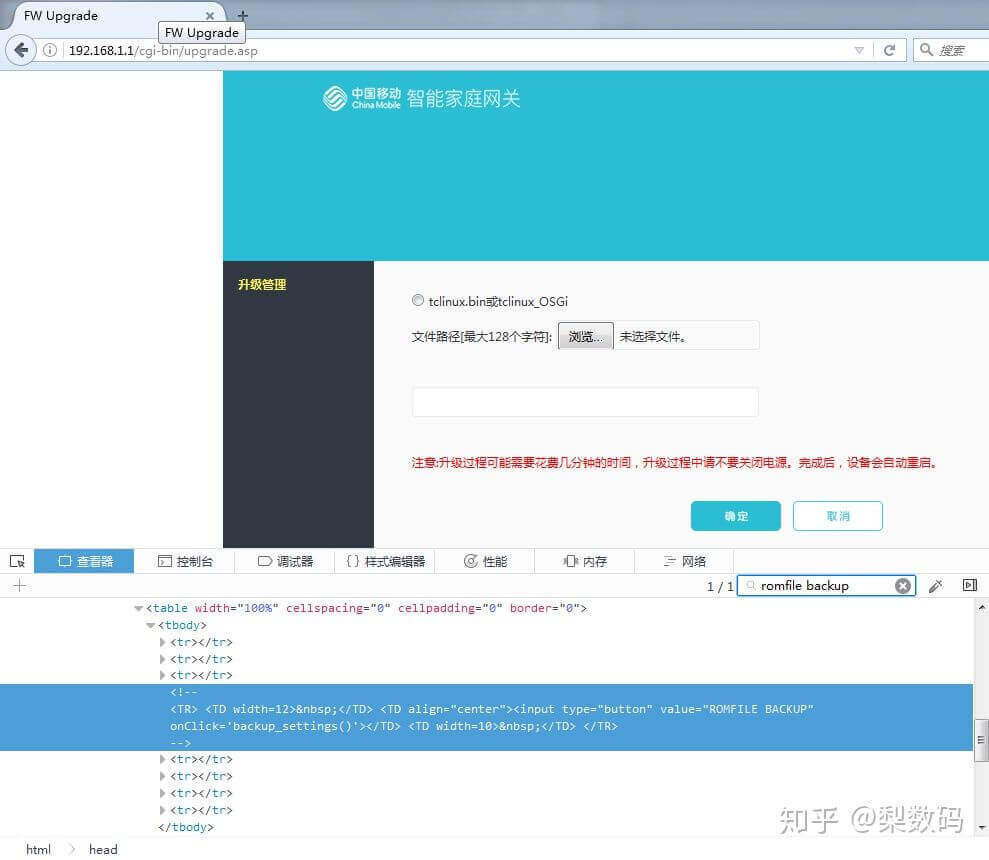 FW Upgrade
FW Upgrade
192.168.1.1/cgi-bin/upgrade.asp
搜索
中国移动
China Mobile
智能家庭网关
升级管理
tclinux.bin或tclinux_OSGi
文件路径[最大128个字符]: 浏览... 未选择文件。
注意:升级过程可能需要花费几分钟的时间，升级过程中请不要关闭电源。完成后，设备会自动重启。
确定 取消
查看器 控制台 调试器 { } 样式编辑器 性能 内存 网络
1 / 1 romfile backup
<table width="100%" cellspacing="0" cellpadding="0" border="0">
<tbody>
<tr></tr>
<tr></tr>
<tr></tr>
<!--
<TR> <TD width=12>&nbsp;</TD> <TD align="center"><input type="button" value="ROMFILE BACKUP"
onClick='backup_settings()'></TD> <TD width=10>&nbsp;</TD> </TR>
-->
<tr></tr>
<tr></tr>
<tr></tr>
<tr></tr>
</tbody>
知乎 @梨数码
html head